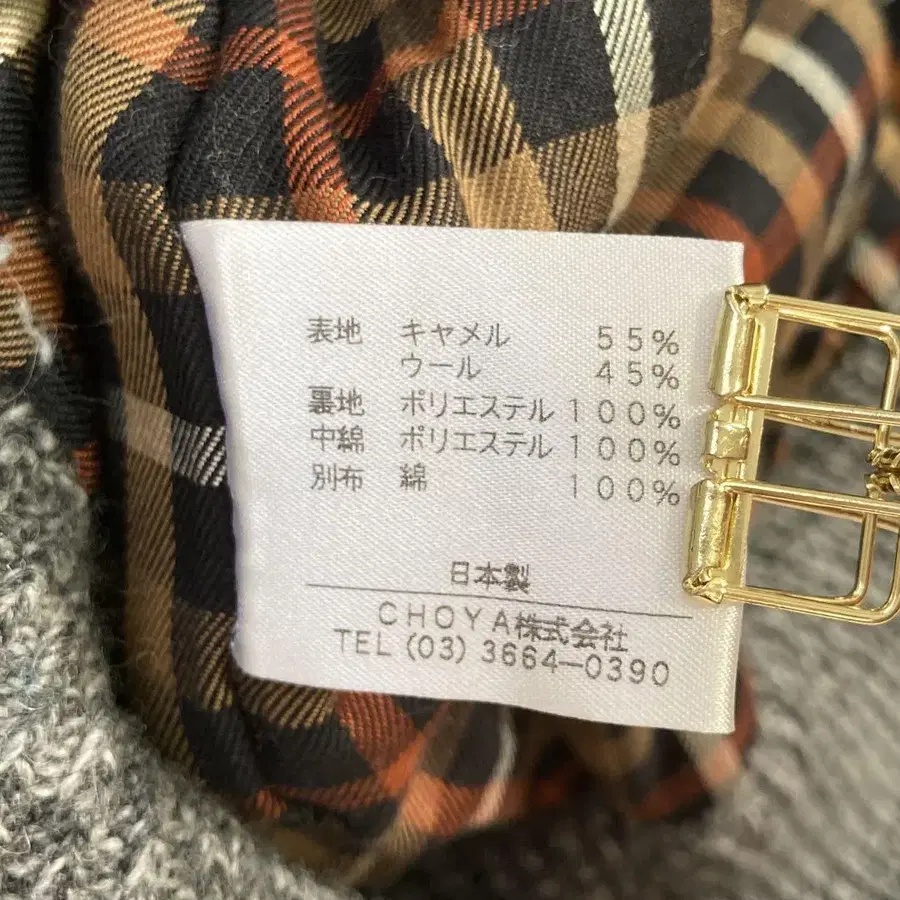 表地 キャメル 55%
ウール 45%
裏地 ポリエステル 100%
中綿 ポリエステル 100%
別布 綿 100%
日本製
CHOYA株式会社
TEL (03) 3664-0390